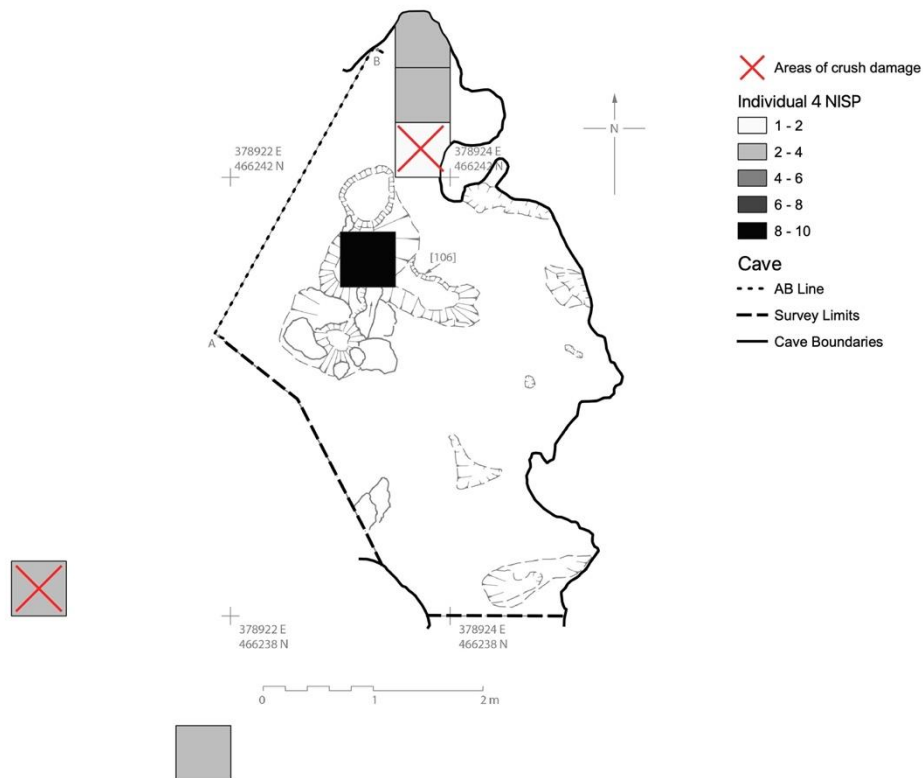 B
378922 E
466242 N
378924 E
466242 N
N
[106]
A
378922 E
466238 N
378924 E
466238 N
0
1
2 m
Areas of crush damage
Individual 4 NISP
1 - 2
2 - 4
4 - 6
6 - 8
8 - 10
Cave
AB Line
Survey Limits
Cave Boundaries